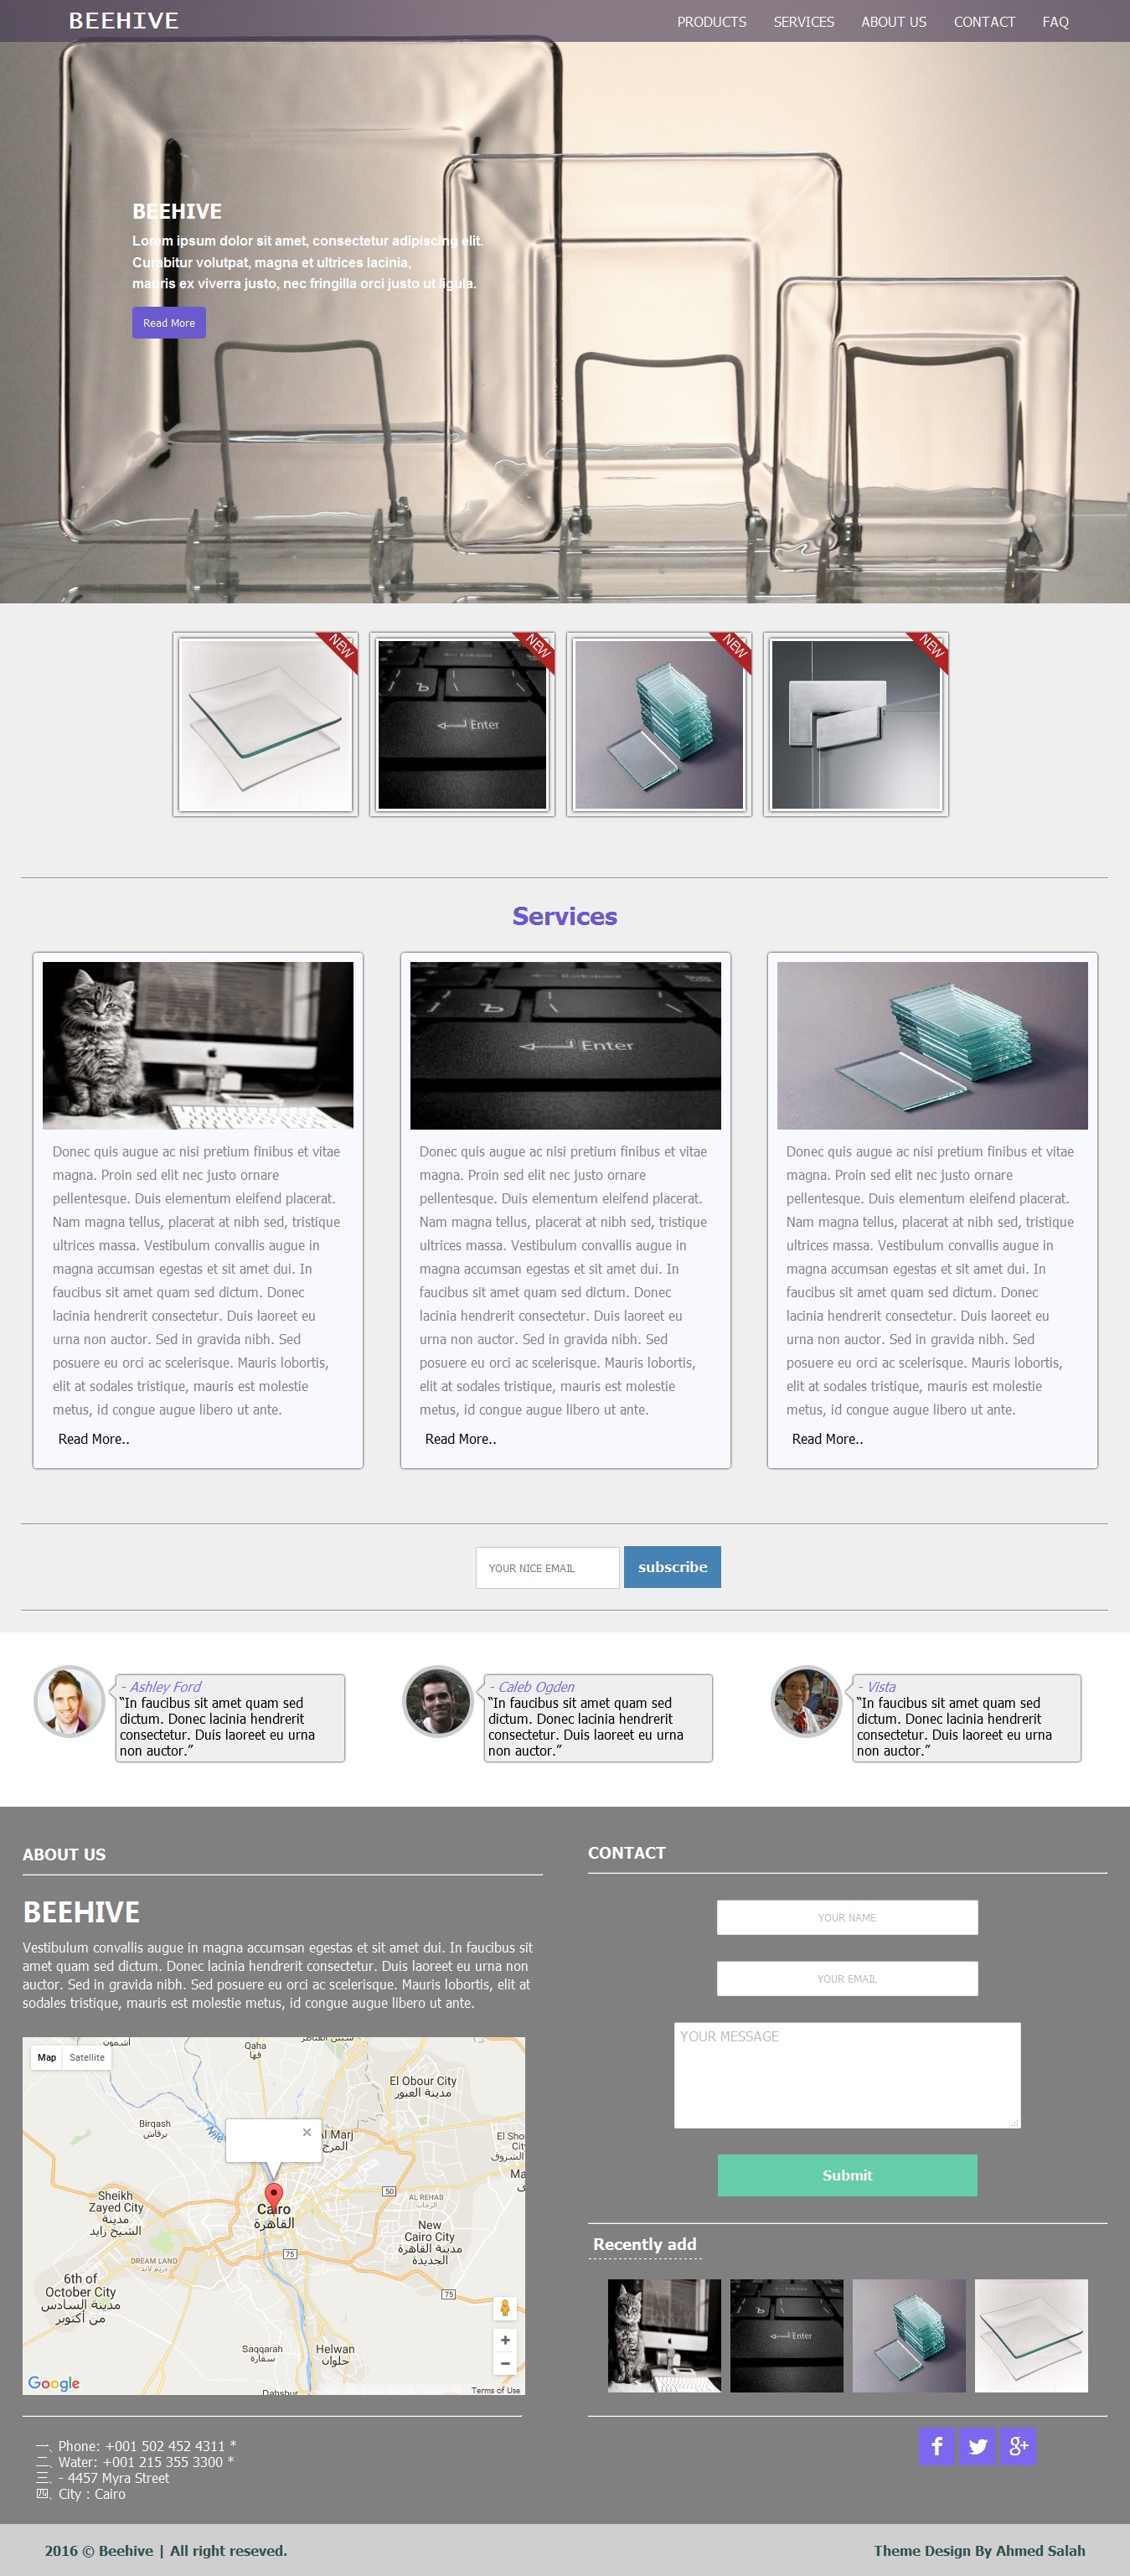 BEEHIVE
PRODUCTS SERVICES ABOUT US CONTACT FAQ
BEEHIVE
Lorem ipsum dolor sit amet, consectetur adipiscing elit.
Curabitur volutpat, magna et ultrices lacinia,
mauris ex viverra justo, nec fringilla orci justo ut ligula.
Read More
NEW
NEW
NEW
NEW
Enter
Services
Enter
Donec quis augue ac nisi pretium finibus et vitae
magna. Proin sed elit nec justo ornare
pellentesque. Duis elementum eleifend placerat.
Nam magna tellus, placerat at nibh sed, tristique
ultrices massa. Vestibulum convallis augue in
magna accumsan egestas et sit amet dui. In
faucibus sit amet quam sed dictum. Donec
lacinia hendrerit consectetur. Duis laoreet eu
urna non auctor. Sed in gravida nibh. Sed
posuere eu orci ac scelerisque. Mauris lobortis,
elit at sodales tristique, mauris est molestie
metus, id congue augue libero ut ante.
Read More..
Donec quis augue ac nisi pretium finibus et vitae
magna. Proin sed elit nec justo ornare
pellentesque. Duis elementum eleifend placerat.
Nam magna tellus, placerat at nibh sed, tristique
ultrices massa. Vestibulum convallis augue in
magna accumsan egestas et sit amet dui. In
faucibus sit amet quam sed dictum. Donec
lacinia hendrerit consectetur. Duis laoreet eu
urna non auctor. Sed in gravida nibh. Sed
posuere eu orci ac scelerisque. Mauris lobortis,
elit at sodales tristique, mauris est molestie
metus, id congue augue libero ut ante.
Read More..
Donec quis augue ac nisi pretium finibus et vitae
magna. Proin sed elit nec justo ornare
pellentesque. Duis elementum eleifend placerat.
Nam magna tellus, placerat at nibh sed, tristique
ultrices massa. Vestibulum convallis augue in
magna accumsan egestas et sit amet dui. In
faucibus sit amet quam sed dictum. Donec
lacinia hendrerit consectetur. Duis laoreet eu
urna non auctor. Sed in gravida nibh. Sed
posuere eu orci ac scelerisque. Mauris lobortis,
elit at sodales tristique, mauris est molestie
metus, id congue augue libero ut ante.
Read More..
YOUR NICE EMAIL
subscribe
- Ashley Ford
“In faucibus sit amet quam sed
dictum. Donec lacinia hendrerit
consectetur. Duis laoreet eu urna
non auctor.”
- Caleb Ogden
“In faucibus sit amet quam sed
dictum. Donec lacinia hendrerit
consectetur. Duis laoreet eu urna
non auctor.”
- Vista
“In faucibus sit amet quam sed
dictum. Donec lacinia hendrerit
consectetur. Duis laoreet eu urna
non auctor.”
ABOUT US
BEEHIVE
Vestibulum convallis augue in magna accumsan egestas et sit amet dui. In faucibus sit
amet quam sed dictum. Donec lacinia hendrerit consectetur. Duis laoreet eu urna non
auctor. Sed in gravida nibh. Sed posuere eu orci ac scelerisque. Mauris lobortis, elit at
sodales tristique, mauris est molestie metus, id congue augue libero ut ante.
Map Satellite
أشمون
Qaha
قها
El Obour City
مدينة العبور
Birqash
برقاش
Nile
Al Marj
المرج
Sheikh
Zayed City
مدينة
الشيخ زايد
Cairo
القاهرة
50
AL REHAB
الرحاب
New
Cairo City
مدينة القاهرة
الجديدة
75
DREAM LAND
دريم لاند
6th of
October City
مدينة السادس
من أكتوبر
75
Saqqarah
سقارة
Helwan
حلوان
Dahshur
Google
Terms of Use
一、Phone: +001 502 452 4311 *
二、Water: +001 215 355 3300 *
三、- 4457 Myra Street
四、City : Cairo
CONTACT
YOUR NAME
YOUR EMAIL
YOUR MESSAGE
Submit
Recently add
Enter
2016 © Beehive | All right reseved.
Theme Design By Ahmed Salah